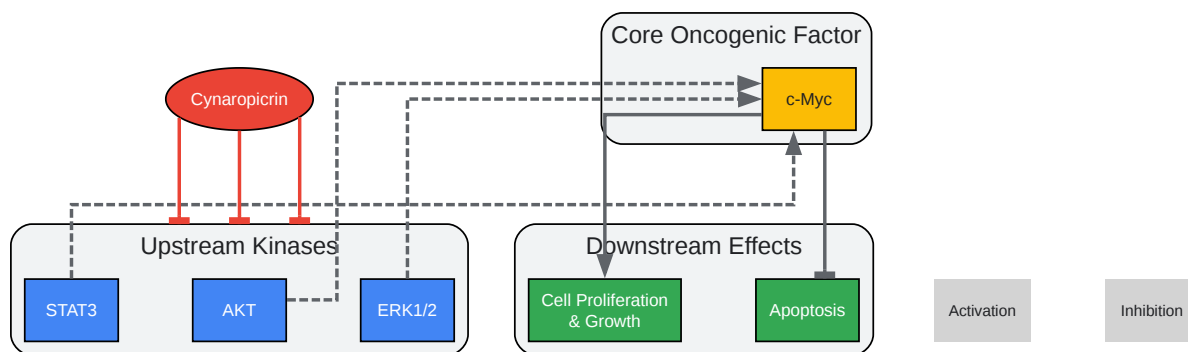 Core Oncogenic Factor
Cynaropicrin
c-Myc
Upstream Kinases
Downstream Effects
STAT3
AKT
ERK1/2
Cell Proliferation
& Growth
Apoptosis
Activation
Inhibition